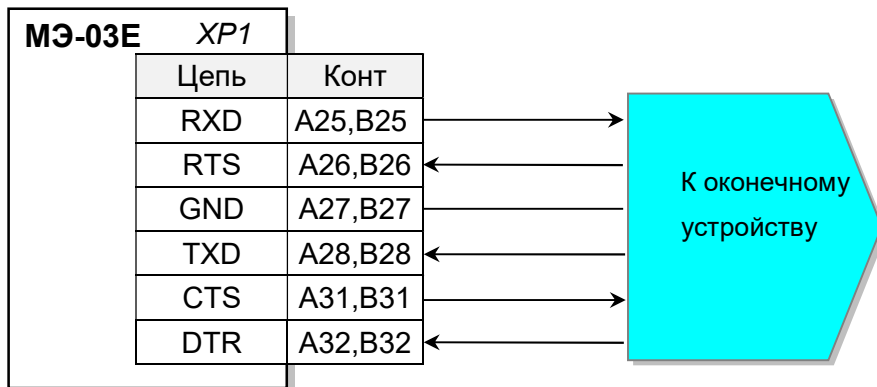 МЭ-03Е XP1
Цепь Конт
RXD A25,B25
RTS A26,B26
GND A27,B27
TXD A28,B28
CTS A31,B31
DTR A32,B32
К оконечному
устройству